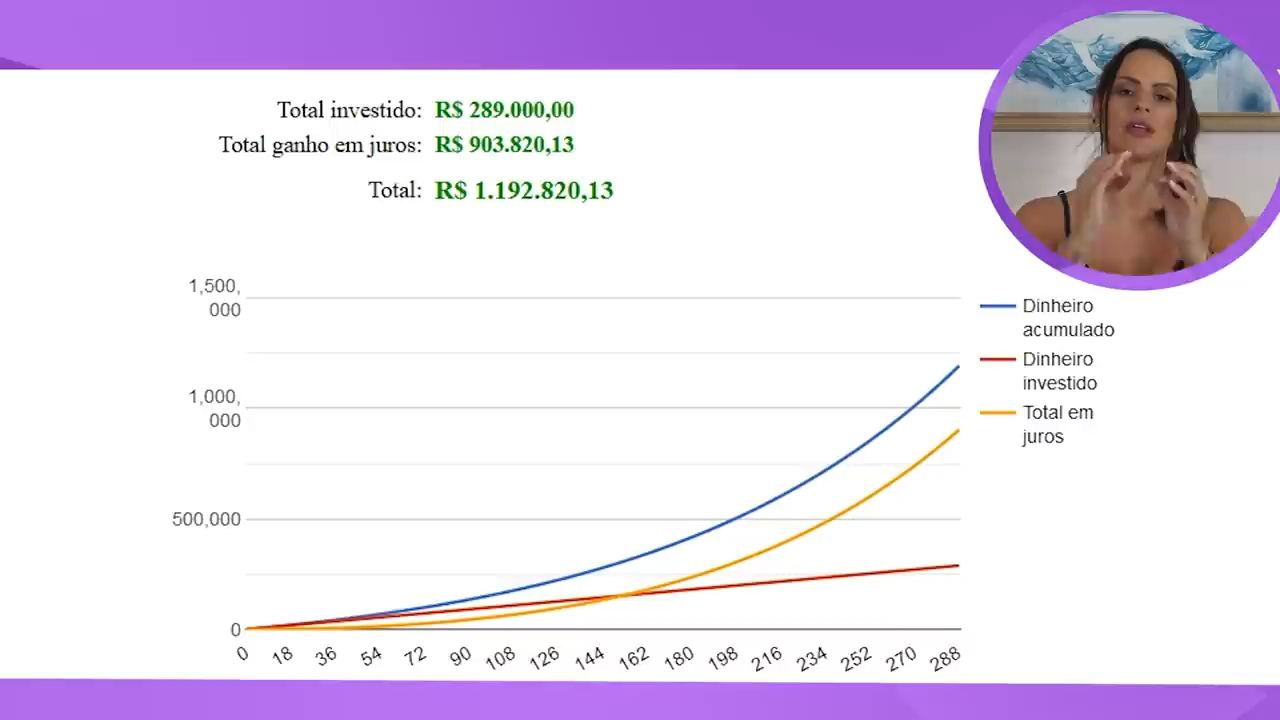 Total investido: R$ 289.000,00
Total ganho em juros: R$ 903.820,13
Total: R$ 1.192.820,13
1,500,
000
1,000,
000
500,000
0
0 18 36 54 72 90 108 126 144 162 180 198 216 234 252 270 288
Dinheiro
acumulado
Dinheiro
investido
Total em
juros